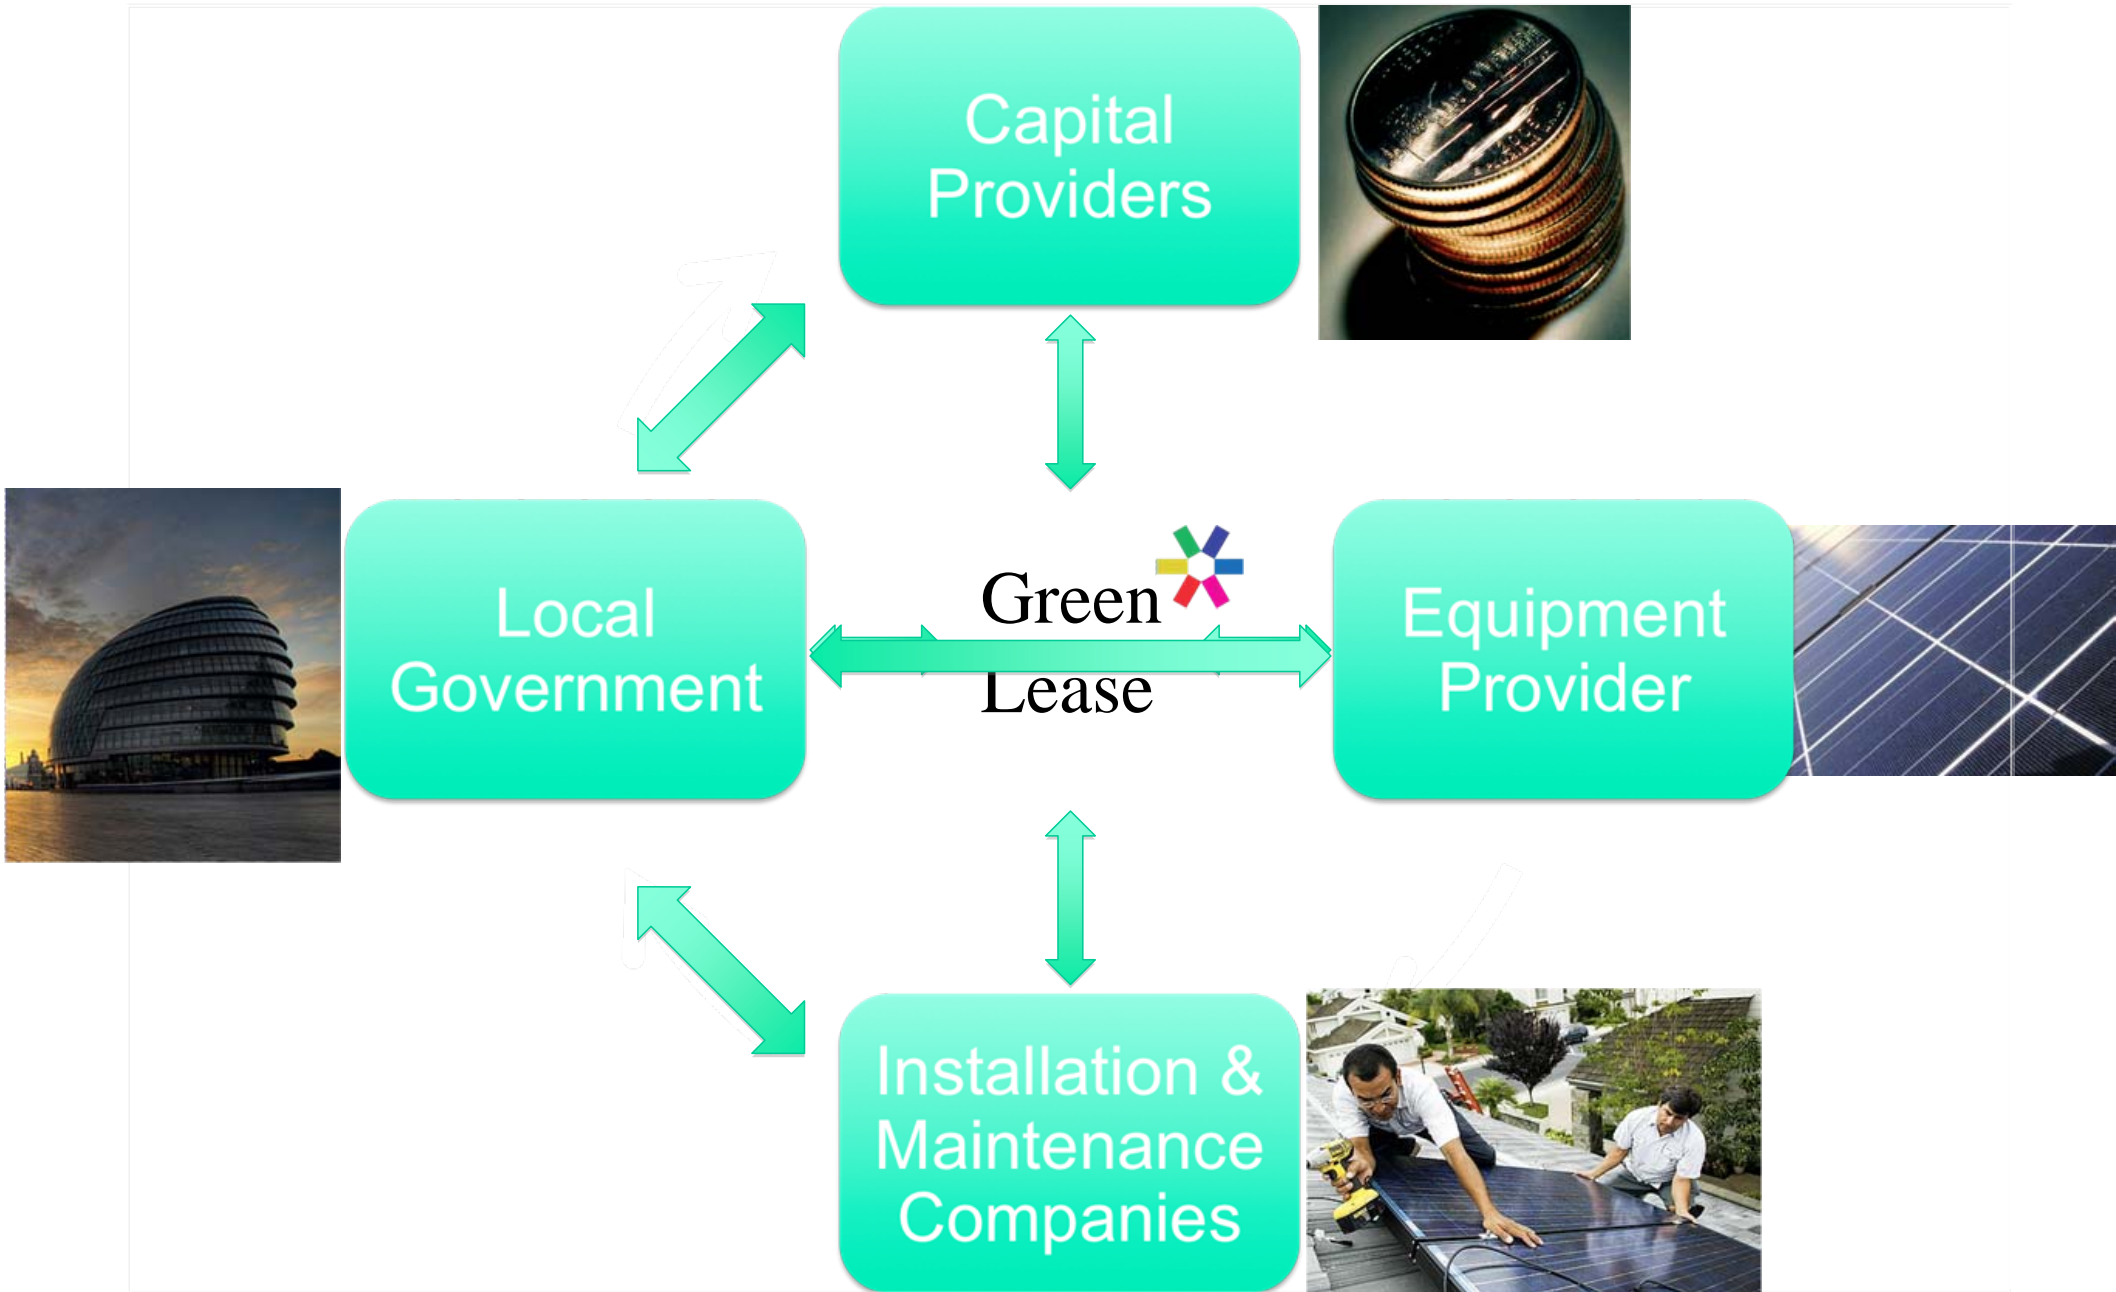 Capital
Providers
Local
Government
Green
Lease
Equipment
Provider
Installation &
Maintenance
Companies